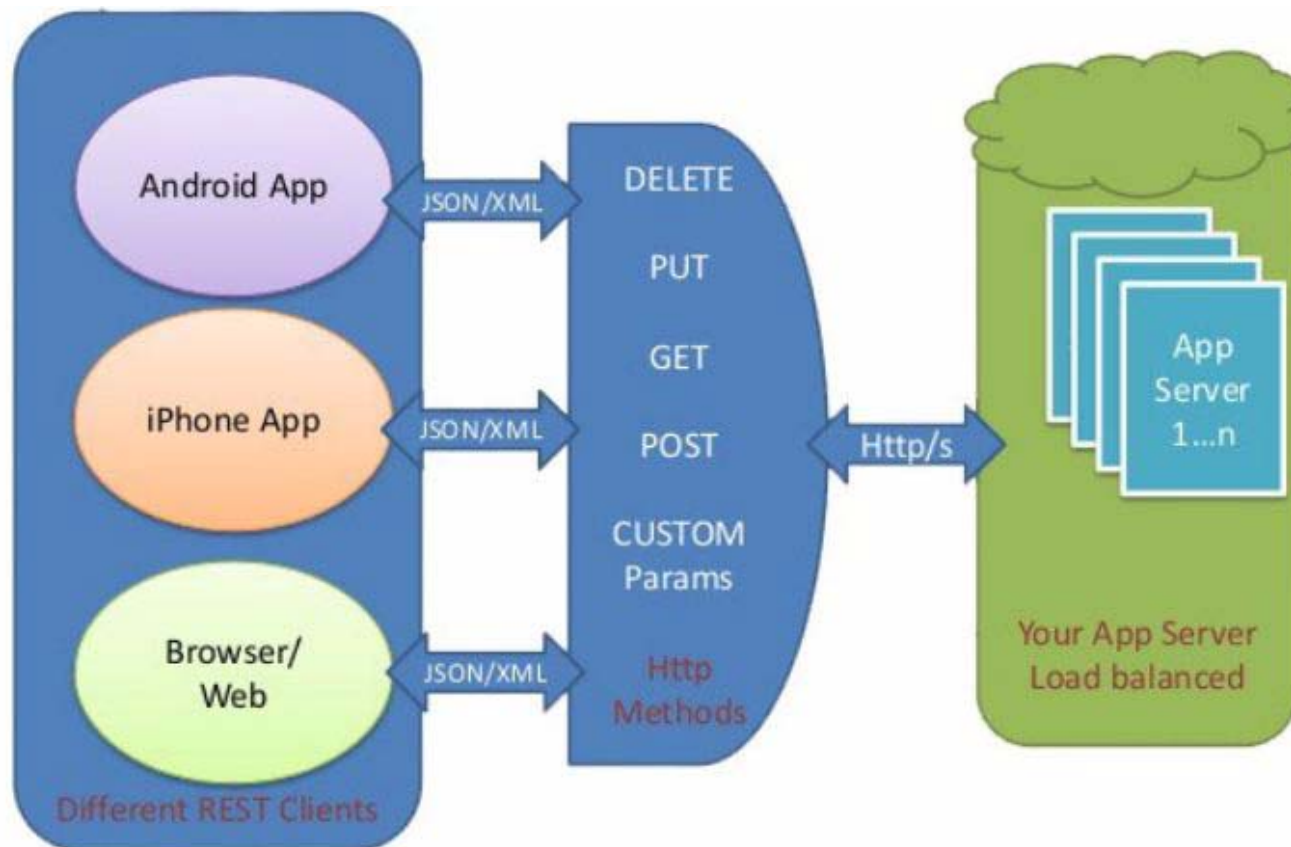 Android App
JSON/XML
iPhone App
JSON/XML
Browser/
Web
JSON/XML
Different REST Clients
DELETE
PUT
GET
POST
CUSTOM
Params
Http
Methods
Http/s
App
Server
1...n
Your App Server
Load balanced